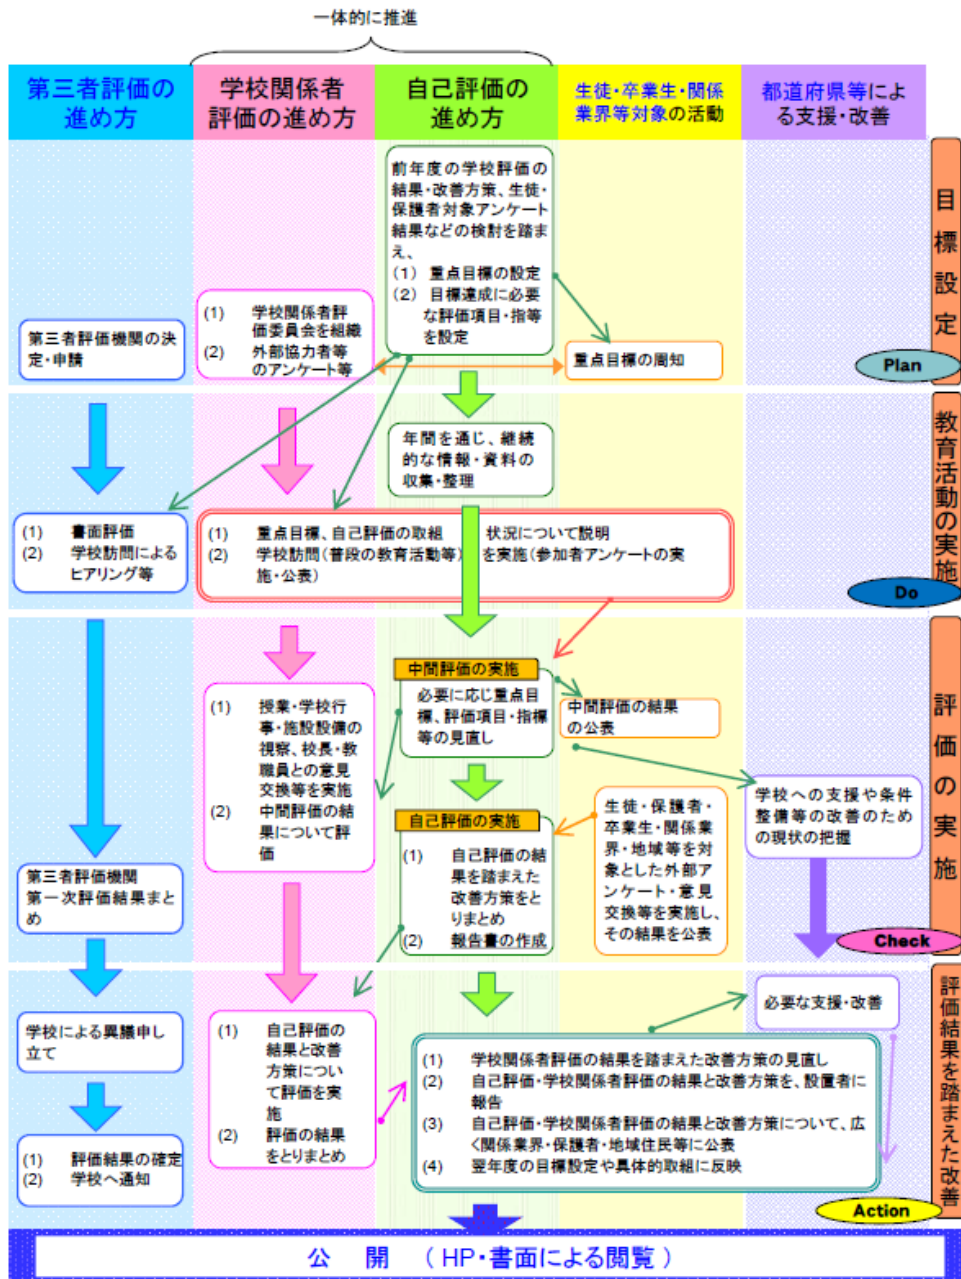 一体的に推進
第三者評価の
進め方
学校関係者
評価の進め方
自己評価の
進め方
生徒・卒業生・関係
業界等対象の活動
都道府県等によ
る支援・改善
前年度の学校評価の
結果・改善方策、生徒・
保護者対象アンケート
結果などの検討を踏ま
え、
(1) 重点目標の設定
(2) 目標達成に必要
な評価項目・指等
を設定
第三者評価機関の決
定・申請
(1) 学校関係者評
価委員会を組織
(2) 外部協力者等
のアンケート等
重点目標の周知
目標設定
Plan
年間を通じ、継続
的な情報・資料の
収集・整理
(1) 書面評価
(2) 学校訪問による
ヒアリング等
(1) 重点目標、自己評価の取組 状況について説明
(2) 学校訪問(普段の教育活動等) を実施(参加者アンケートの実
施・公表)
教育活動の実施
Do
中間評価の実施
必要に応じ重点目
標、評価項目・指標
等の見直し
中間評価の結果
の公表
(1) 授業・学校行
事・施設設備の
視察、校長・教
職員との意見
交換等を実施
(2) 中間評価の結
果について評
価
学校への支援や条件
整備等の改善のため
の現状の把握
自己評価の実施
(1) 自己評価の結
果を踏まえた
改善方策をと
りまとめ
(2) 報告書の作成
生徒・保護者・
卒業生・関係業
界・地域等を対
象とした外部ア
ンケート・意見
交換等を実施し、
その結果を公表
第三者評価機関
第一次評価結果まと
め
評価の実施
Check
学校による異議申し
立て
(1) 自己評価の
結果と改善
方策につい
て評価を実
施
(2) 評価の結果
をとりまとめ
必要な支援・改善
(1) 学校関係者評価の結果を踏まえた改善方策の見直し
(2) 自己評価・学校関係者評価の結果と改善方策を、設置者に
報告
(3) 自己評価・学校関係者評価の結果と改善方策について、広
く関係業界・保護者・地域住民等に公表
(4) 翌年度の目標設定や具体的取組に反映
(1) 評価結果の確定
(2) 学校へ通知
評価結果を踏まえた改善
Action
公 開 ( HP・書面による閲覧 )